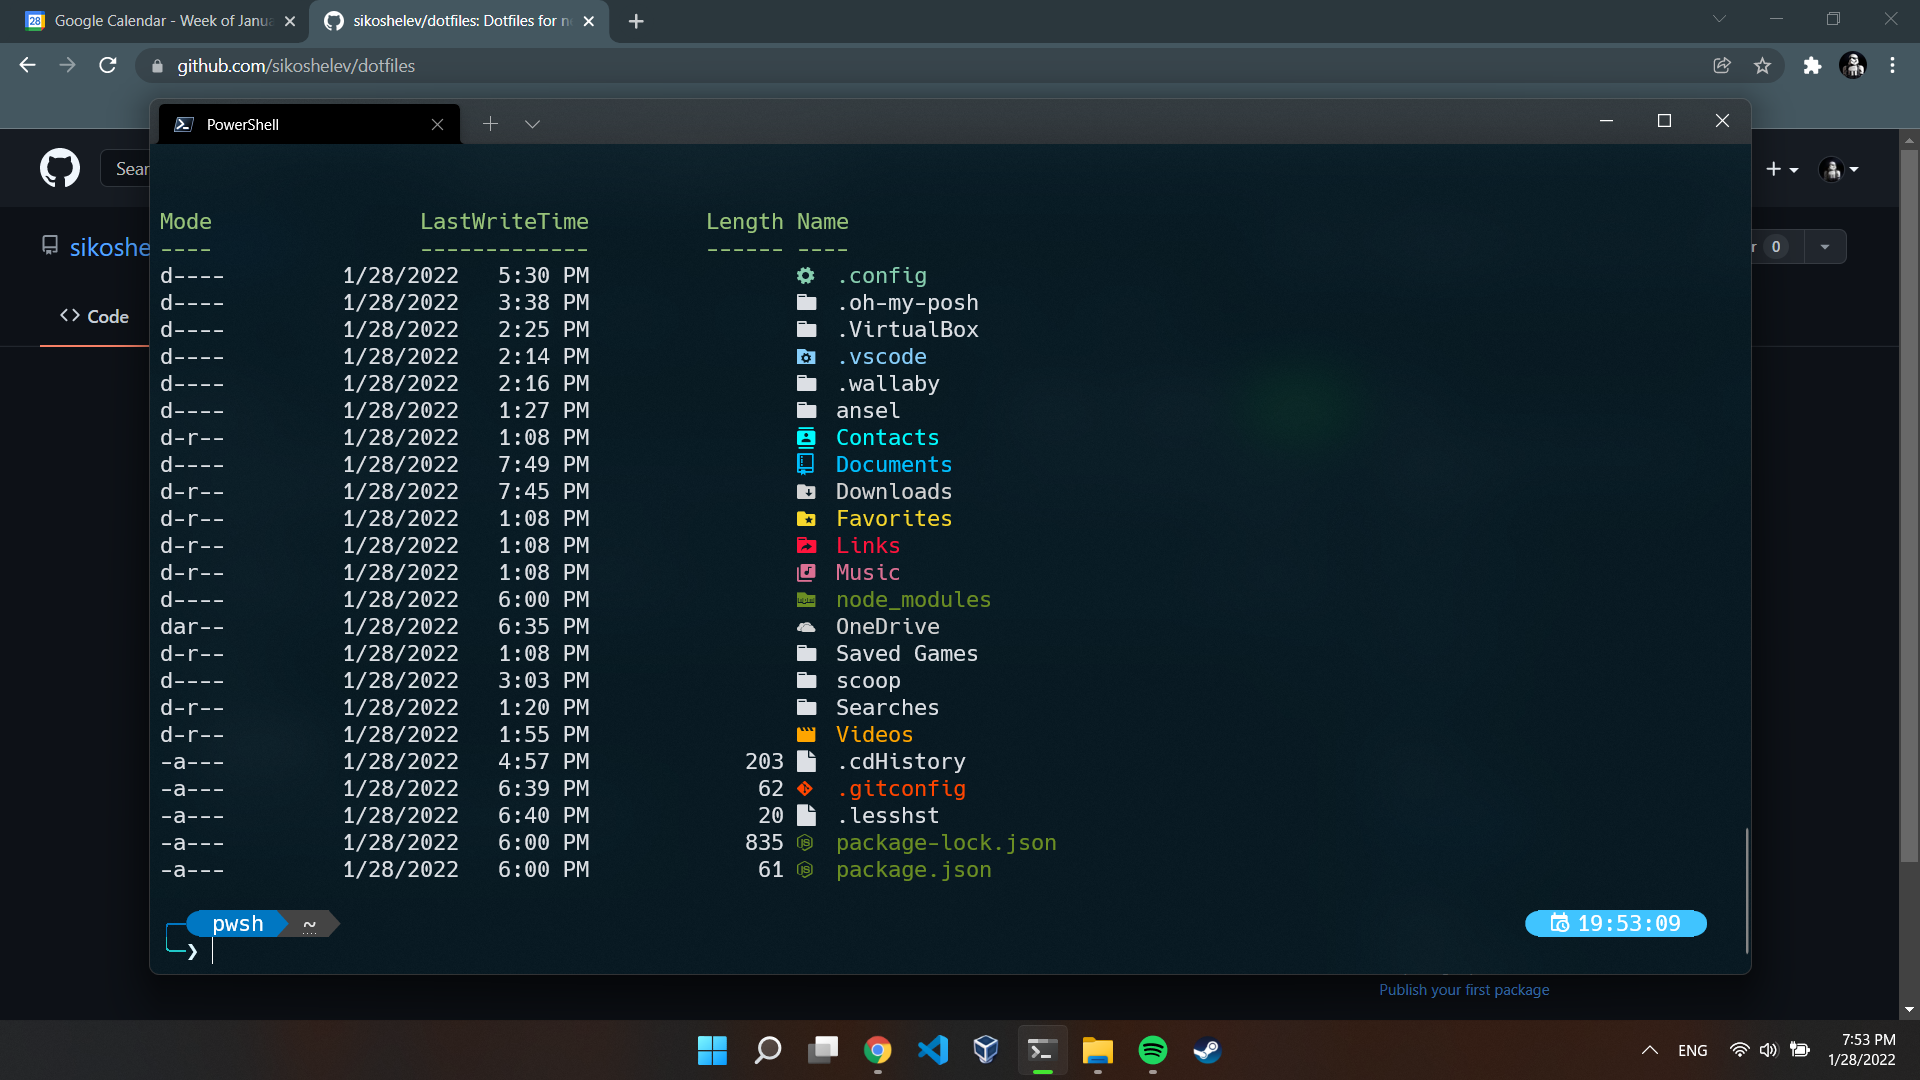 Google Calendar - Week of Janua
sikoshelev/dotfiles: Dotfiles for n
github.com/sikoshelev/dotfiles
PowerShell
Sear
sikoshe
r 0
Code
Mode LastWriteTime Length Name
---- ------------- ------ ----
d---- 1/28/2022 5:30 PM .config
d---- 1/28/2022 3:38 PM .oh-my-posh
d---- 1/28/2022 2:25 PM .VirtualBox
d---- 1/28/2022 2:14 PM .vscode
d---- 1/28/2022 2:16 PM .wallaby
d---- 1/28/2022 1:27 PM ansel
d-r-- 1/28/2022 1:08 PM Contacts
d---- 1/28/2022 7:49 PM Documents
d-r-- 1/28/2022 7:45 PM Downloads
d-r-- 1/28/2022 1:08 PM Favorites
d-r-- 1/28/2022 1:08 PM Links
d-r-- 1/28/2022 1:08 PM Music
d---- 1/28/2022 6:00 PM node_modules
dar-- 1/28/2022 6:35 PM OneDrive
d-r-- 1/28/2022 1:08 PM Saved Games
d---- 1/28/2022 3:03 PM scoop
d-r-- 1/28/2022 1:20 PM Searches
d-r-- 1/28/2022 1:55 PM Videos
-a--- 1/28/2022 4:57 PM 203 .cdHistory
-a--- 1/28/2022 6:39 PM 62 .gitconfig
-a--- 1/28/2022 6:40 PM 20 .lesshst
-a--- 1/28/2022 6:00 PM 835 package-lock.json
-a--- 1/28/2022 6:00 PM 61 package.json
pwsh ~ 19:53:09
❯
Publish your first package
ENG
7:53 PM
1/28/2022